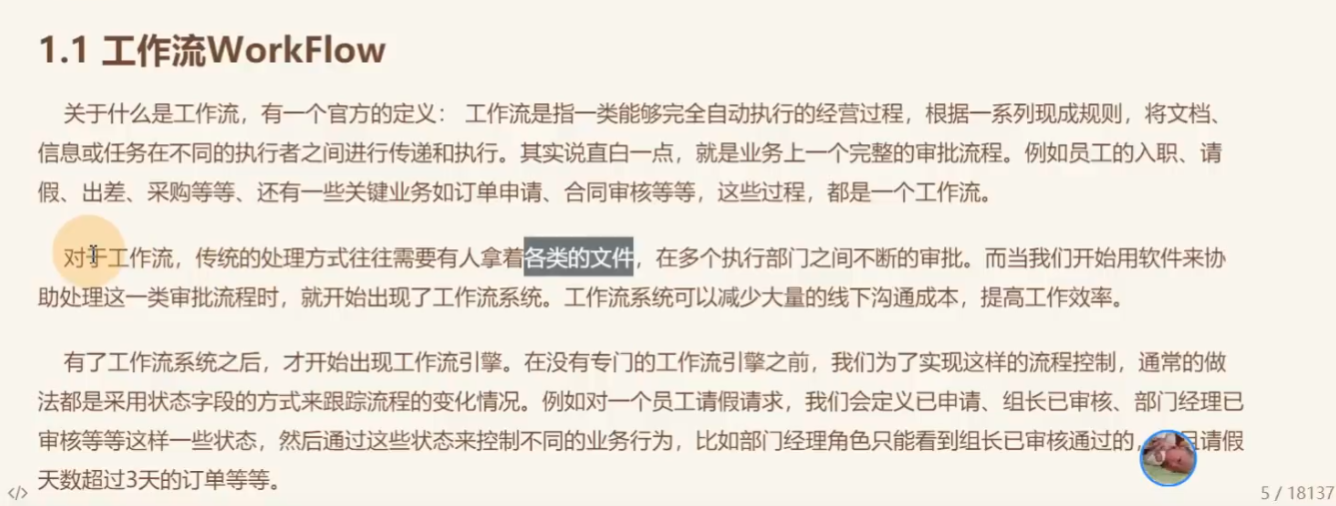 1.1 工作流WorkFlow
关于什么是工作流，有一个官方的定义： 工作流是指一类能够完全自动执行的经营过程，根据一系列现成规则，将文档、
信息或任务在不同的执行者之间进行传递和执行。其实说直白一点，就是业务上一个完整的审批流程。例如员工的入职、请
假、出差、采购等等、还有一些关键业务如订单申请、合同审核等等，这些过程，都是一个工作流。
对于工作流，传统的处理方式往往需要有人拿着各类的文件，在多个执行部门之间不断的审批。而当我们开始用软件来协
助处理这一类审批流程时，就开始出现了工作流系统。工作流系统可以减少大量的线下沟通成本，提高工作效率。
有了工作流系统之后，才开始出现工作流引擎。在没有专门的工作流引擎之前，我们为了实现这样的流程控制，通常的做
法都是采用状态字段的方式来跟踪流程的变化情况。例如对一个员工请假请求，我们会定义已申请、组长已审核、部门经理已
审核等等这样一些状态，然后通过这些状态来控制不同的业务行为，比如部门经理角色只能看到组长已审核通过的，且请假
天数超过3天的订单等等。
</> 5 / 18137